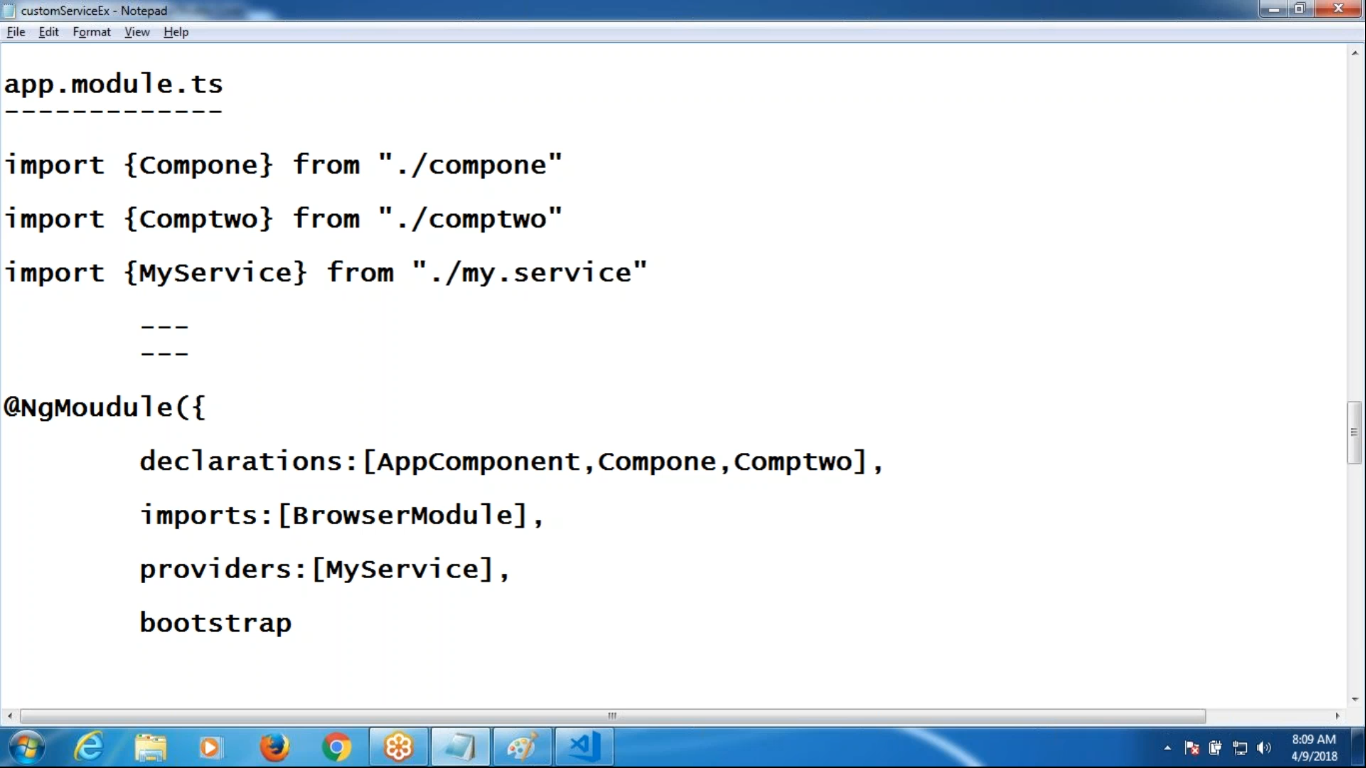 customServiceEx - Notepad
File Edit Format View Help
app.module.ts
-------------
import {Compone} from "./compone"
import {Comptwo} from "./comptwo"
import {MyService} from "./my.service"
---
---
@NgMoudule({
declarations:[AppComponent,Compone,Comptwo],
imports:[BrowserModule],
providers:[MyService],
bootstrap
8:09 AM
4/9/2018